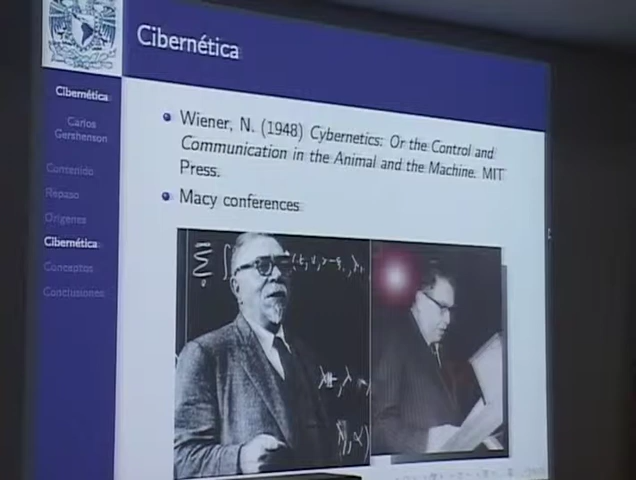 Cibernética
Cibernética
Carlos
Gershenson
Contenido
Repaso
Orígenes
Cibernética
Conceptos
Conclusiones
Wiener, N. (1948) Cybernetics: Or the Control and
Communication in the Animal and the Machine. MIT
Press.
Macy conferences